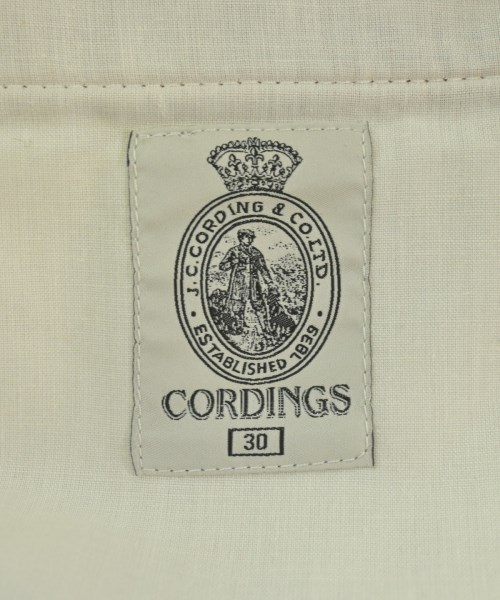 J.C. CORDING & CO. LTD.
· ESTABLISHED 1839 ·
CORDINGS
30